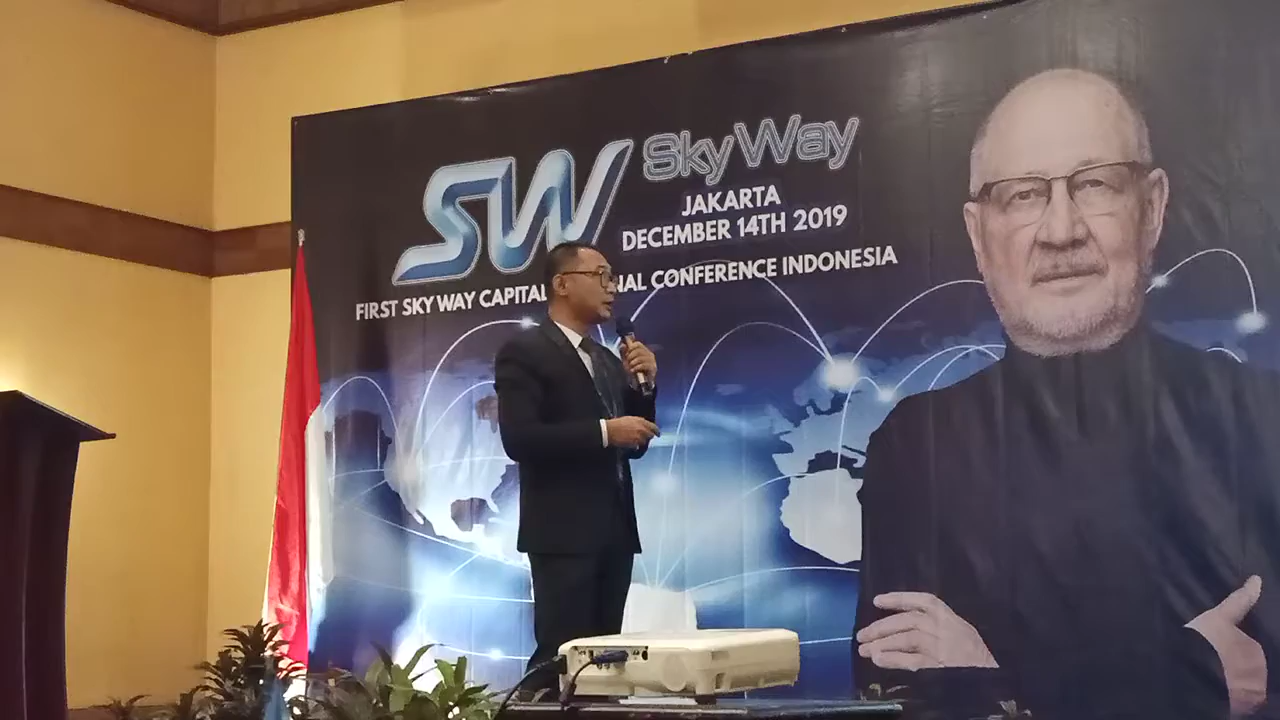 SW SkyWay
JAKARTA
DECEMBER 14TH 2019
FIRST SKY WAY CAPITAL NAL CONFERENCE INDONESIA